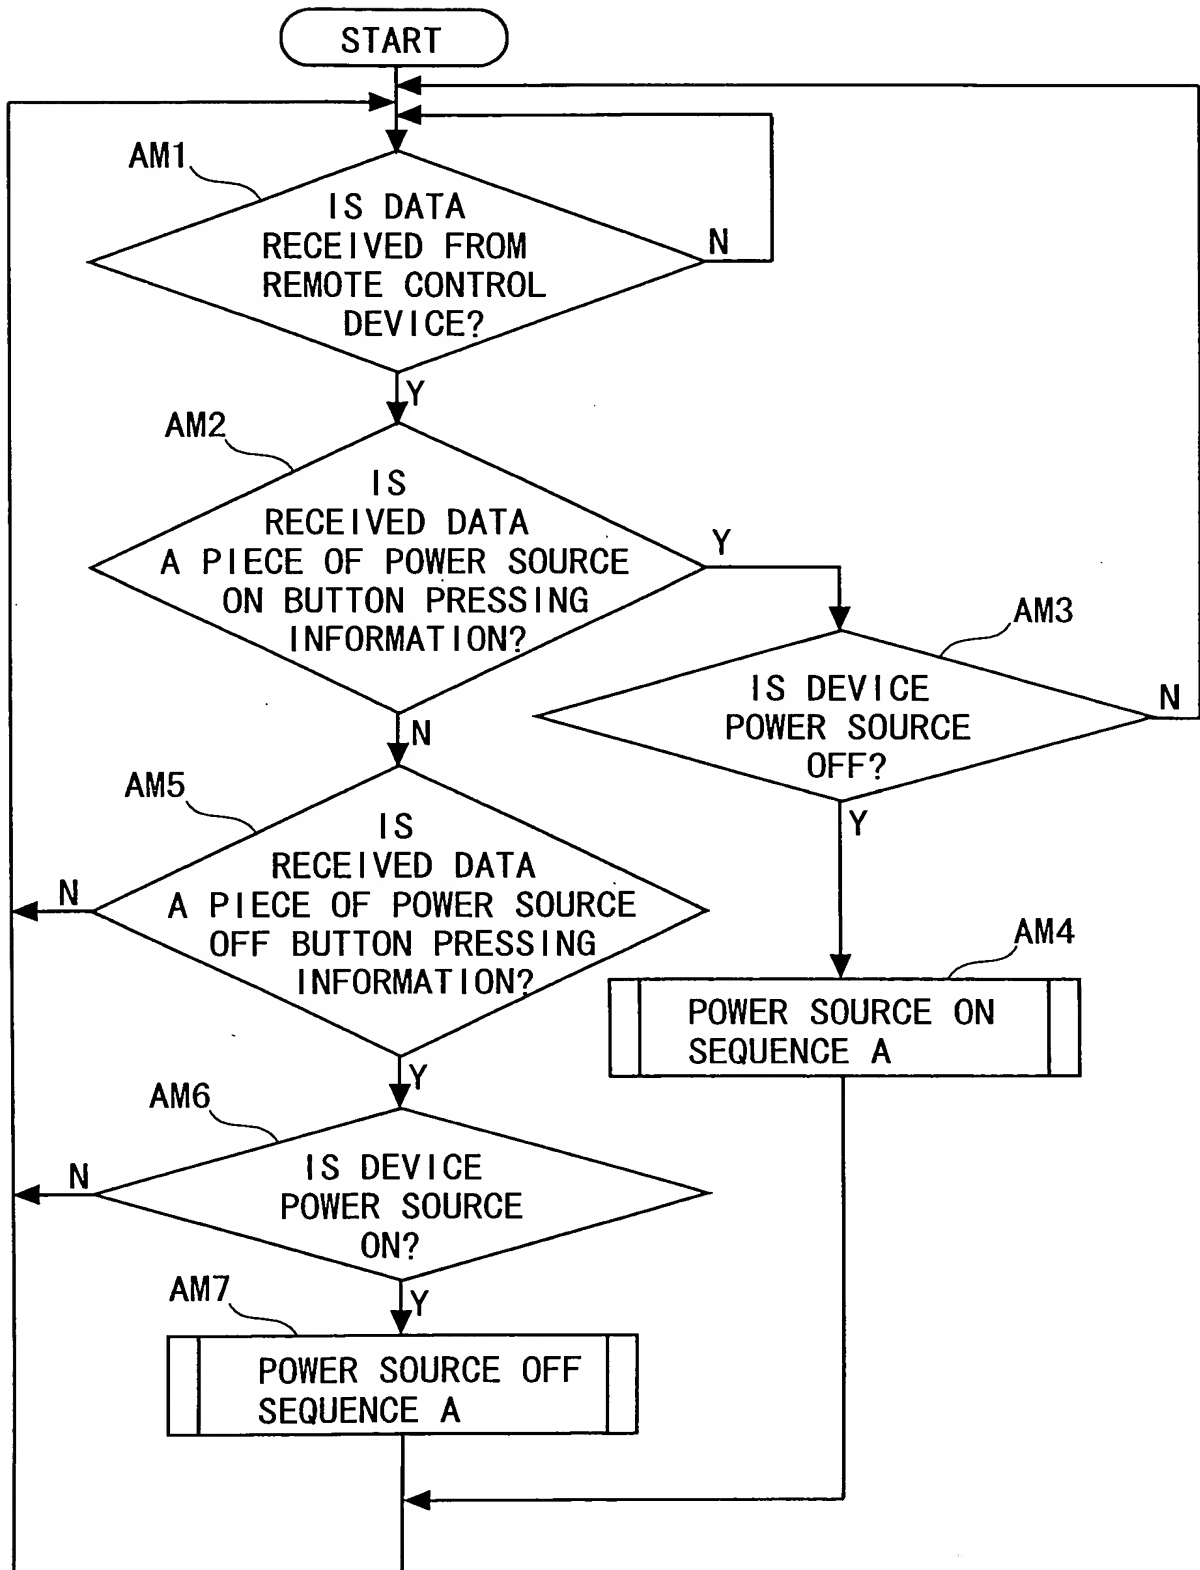 START
AM1
IS DATA
RECEIVED FROM
REMOTE CONTROL
DEVICE?
N
Y
AM2
IS
RECEIVED DATA
A PIECE OF POWER SOURCE
ON BUTTON PRESSING
INFORMATION?
Y
N
AM3
IS DEVICE
POWER SOURCE
OFF?
N
Y
AM4
POWER SOURCE ON
SEQUENCE A
AM5
IS
RECEIVED DATA
A PIECE OF POWER SOURCE
OFF BUTTON PRESSING
INFORMATION?
N
Y
AM6
IS DEVICE
POWER SOURCE
ON?
N
Y
AM7
POWER SOURCE OFF
SEQUENCE A